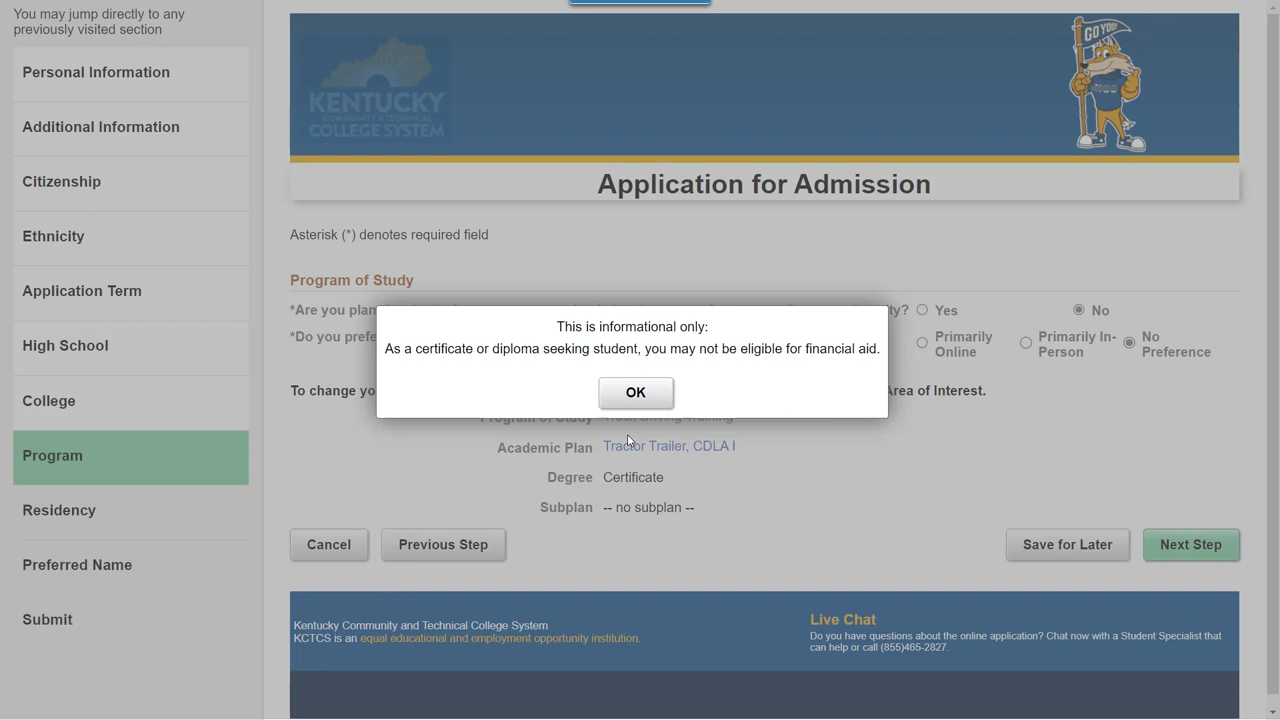 You may jump directly to any
previously visited section
Personal Information
Additional Information
Citizenship
Ethnicity
Application Term
High School
College
Program
Residency
Preferred Name
Submit
KENTUCKY
COMMUNITY & TECHNICAL
COLLEGE SYSTEM
GO YOU!
Application for Admission
Asterisk (*) denotes required field
Program of Study
*Are you plan
Yes
No
*Do you prefe
Primarily
Online
Primarily In-
Person
No
Preference
This is informational only:
As a certificate or diploma seeking student, you may not be eligible for financial aid.
OK
To change yo
Area of Interest.
Program of Study Truck Driving Training
Academic Plan Tractor Trailer, CDLA I
Degree Certificate
Subplan -- no subplan --
Cancel
Previous Step
Save for Later
Next Step
Kentucky Community and Technical College System
KCTCS is an equal educational and employment opportunity institution.
Live Chat
Do you have questions about the online application? Chat now with a Student Specialist that
can help or call (855)465-2827.